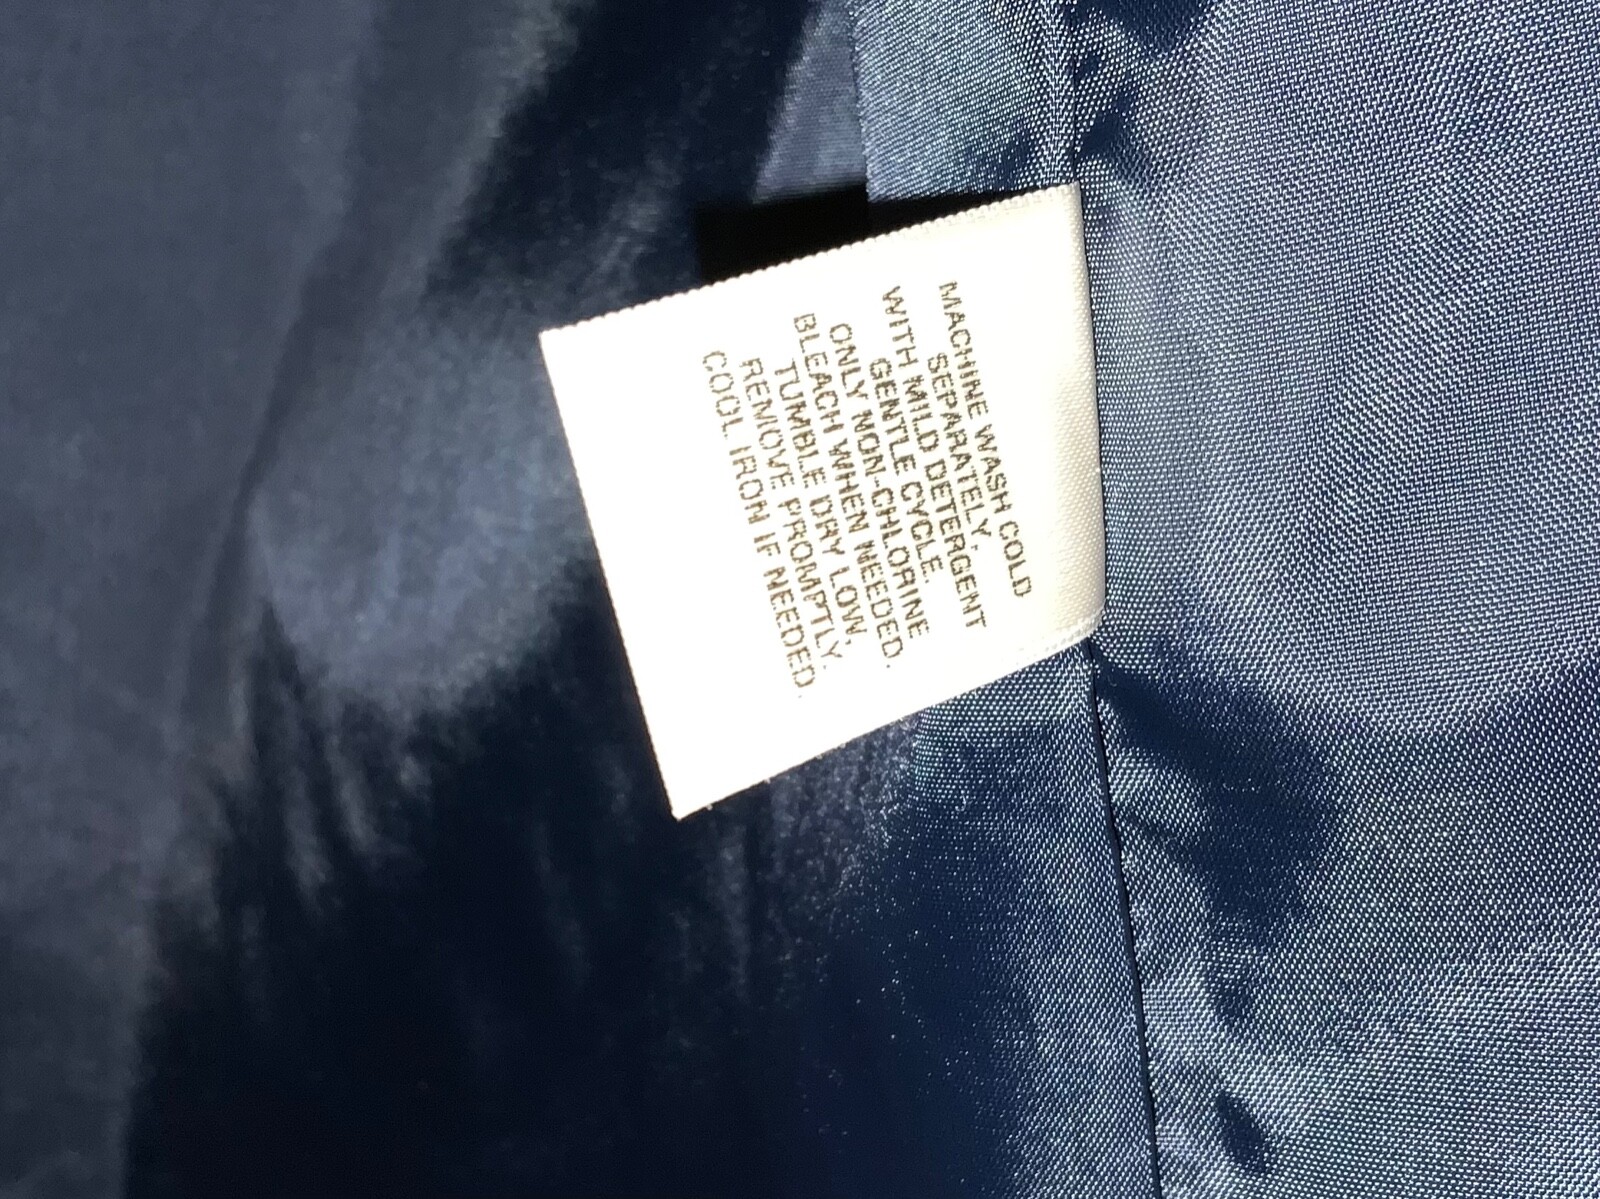 MACHINE WASH COLD
SEPARATELY,
WITH MILD DETERGENT
GENTLE CYCLE.
ONLY NON-CHLORINE
BLEACH WHEN NEEDED.
TUMBLE DRY LOW,
REMOVE PROMPTLY.
COOL IRON IF NEEDED.